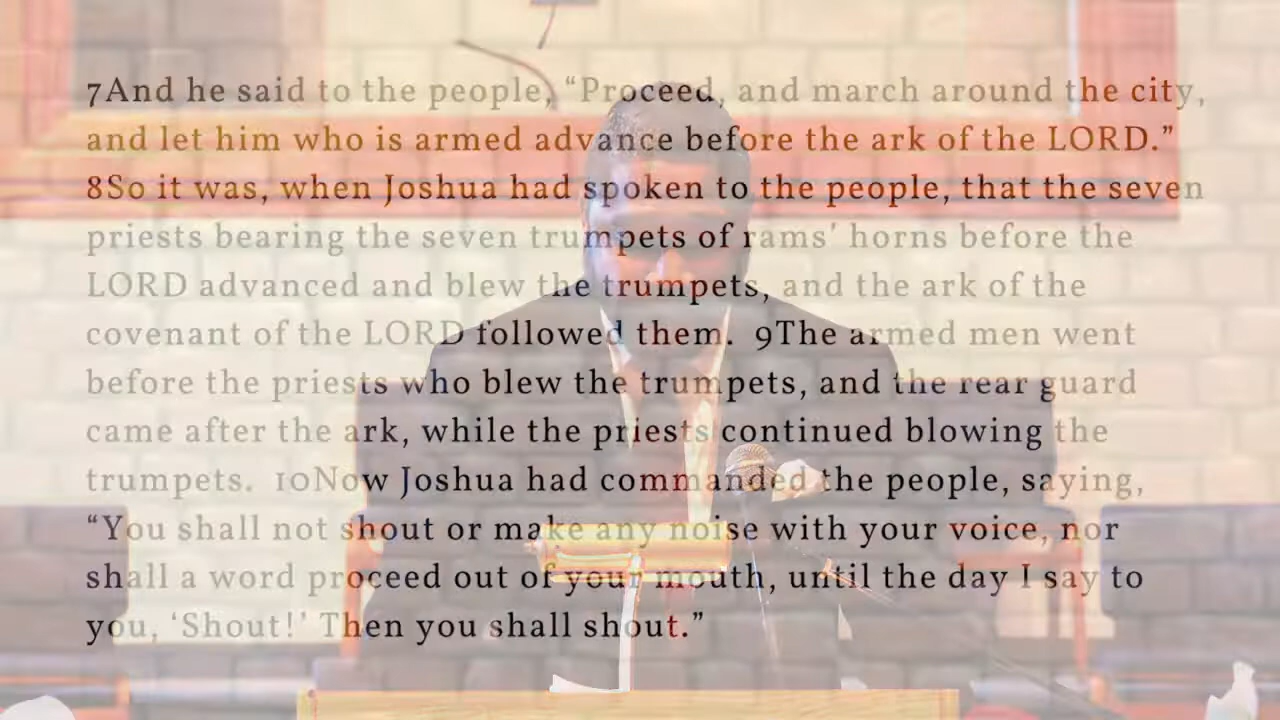 7And he said to the people, “Proceed, and march around the city,
and let him who is armed advance before the ark of the LORD.”
8So it was, when Joshua had spoken to the people, that the seven
priests bearing the seven trumpets of rams’ horns before the
LORD advanced and blew the trumpets, and the ark of the
covenant of the LORD followed them. 9The armed men went
before the priests who blew the trumpets, and the rear guard
came after the ark, while the priests continued blowing the
trumpets. 10Now Joshua had commanded the people, saying,
“You shall not shout or make any noise with your voice, nor
shall a word proceed out of your mouth, until the day I say to
you, ‘Shout!’ Then you shall shout.”